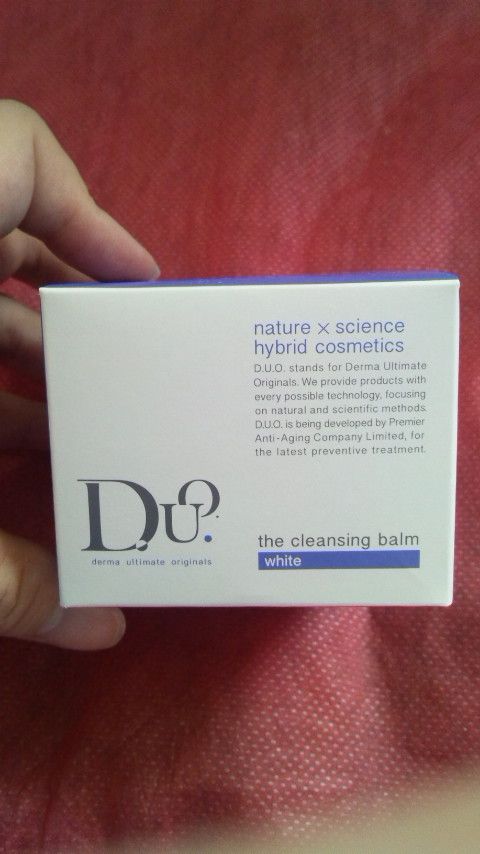 nature × science
hybrid cosmetics
D.U.O. stands for Derma Ultimate
Originals. We provide products with
every possible technology, focusing
on natural and scientific methods.
D.U.O. is being developed by Premier
Anti-Aging Company Limited, for
the latest preventive treatment.
D.U.O.
derma ultimate originals
the cleansing balm
white